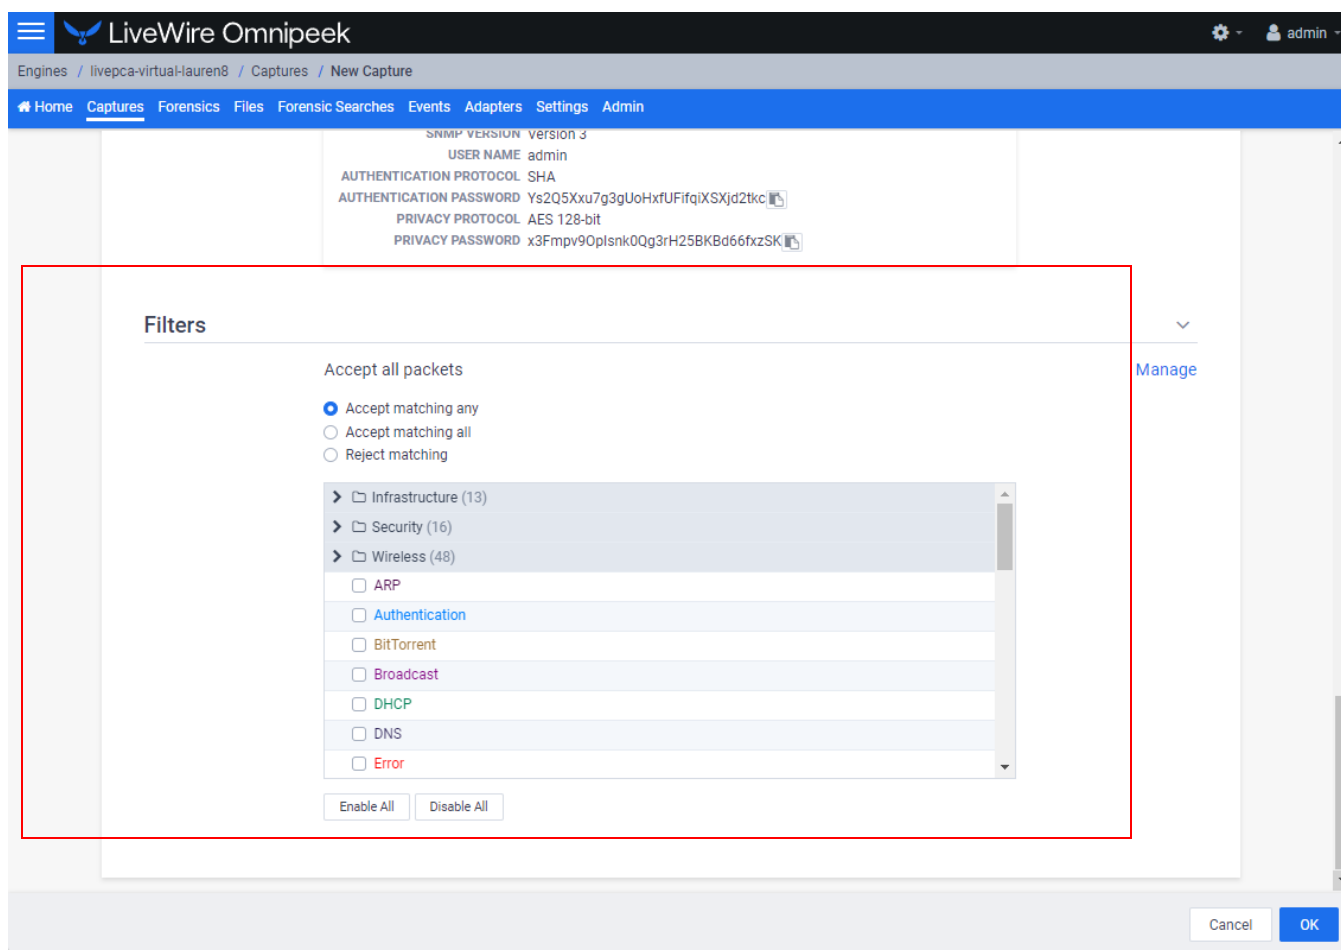 LiveWire Omnipeek
admin
Engines / livepca-virtual-lauren8 / Captures / New Capture
Home Captures Forensics Files Forensic Searches Events Adapters Settings Admin
SNMP VERSION Version 3
USER NAME admin
AUTHENTICATION PROTOCOL SHA
AUTHENTICATION PASSWORD Ys2Q5Xxu7g3gUoHxfUFifqiXSXjd2tkc
PRIVACY PROTOCOL AES 128-bit
PRIVACY PASSWORD x3Fmpv9OpIsnk0Qg3rH25BKBd66fxzSK
Filters
Accept all packets Manage
Accept matching any
Accept matching all
Reject matching
Infrastructure (13)
Security (16)
Wireless (48)
ARP
Authentication
BitTorrent
Broadcast
DHCP
DNS
Error
Enable All Disable All
Cancel OK